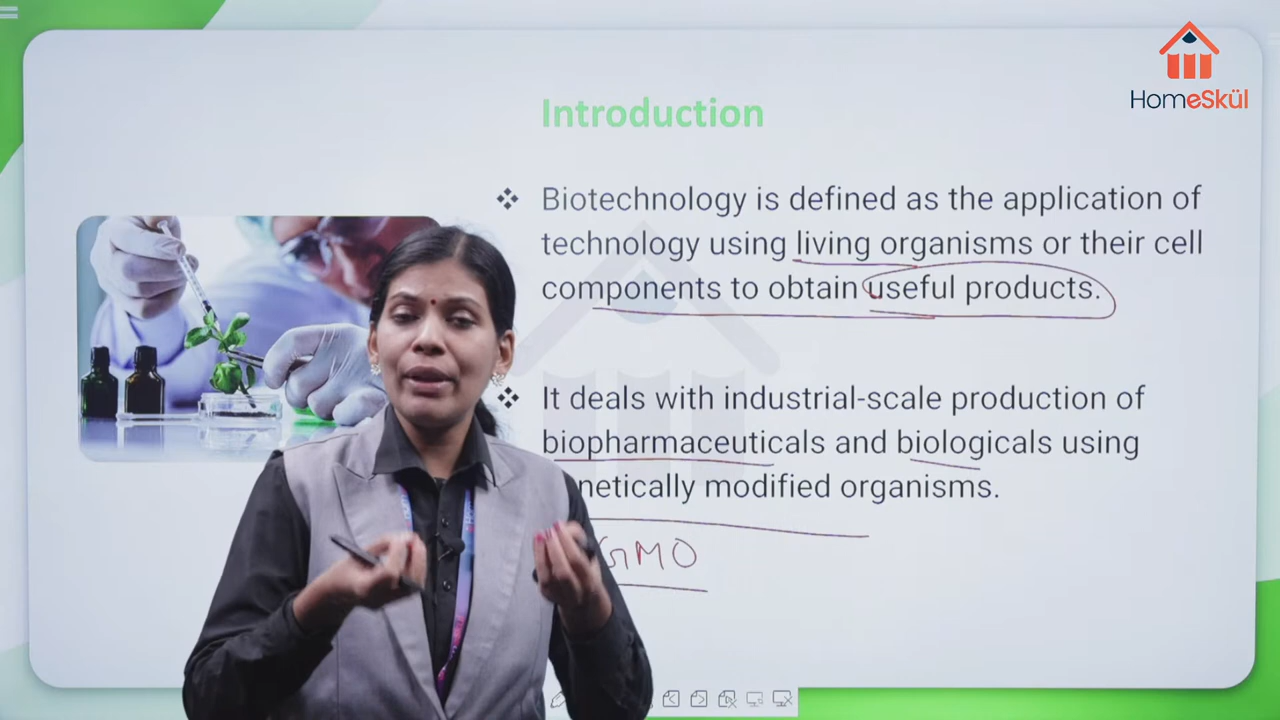 HomeSkül
Introduction
❖ Biotechnology is defined as the application of
technology using living organisms or their cell
components to obtain useful products.
❖ It deals with industrial-scale production of
biopharmaceuticals and biologicals using
netically modified organisms.
GMO